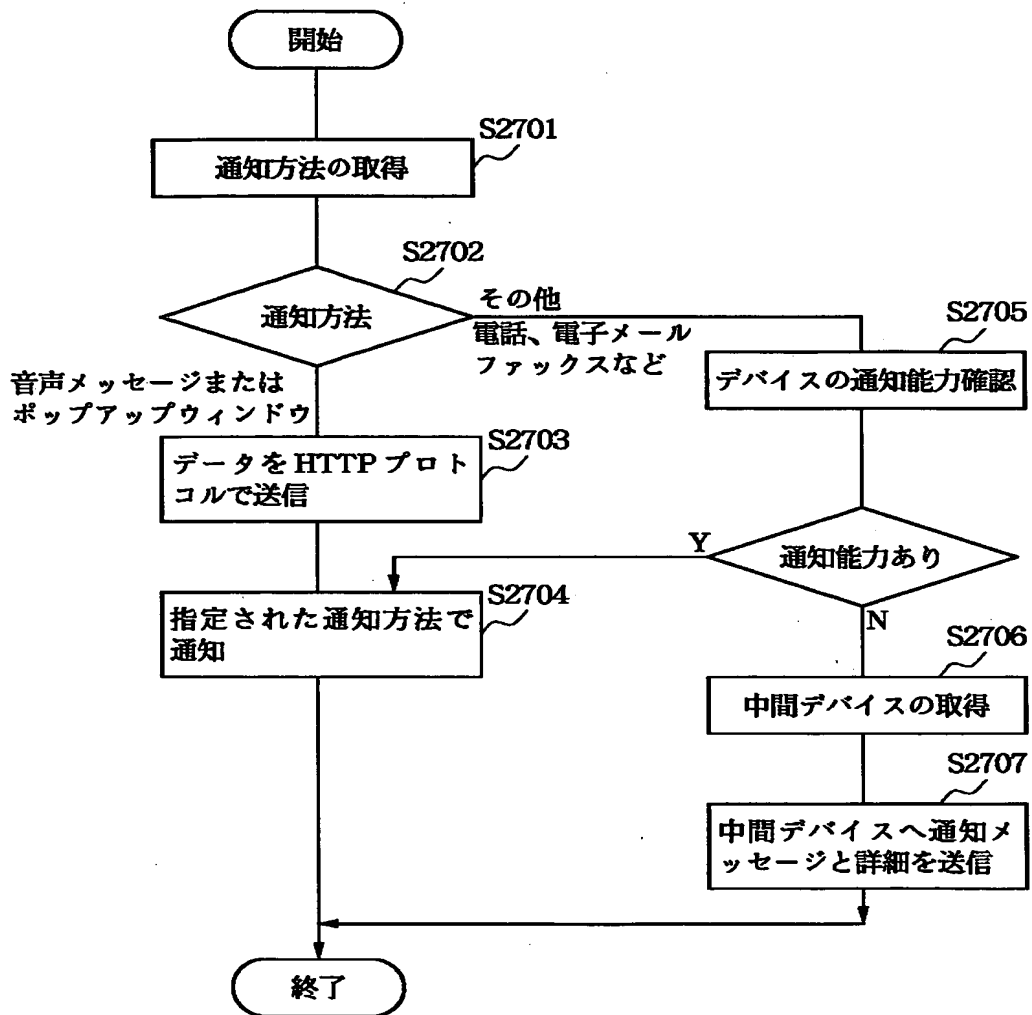 開始
S2701
通知方法の取得
S2702
通知方法
その他
電話、電子メール
ファックスなど
S2705
デバイスの通知能力確認
音声メッセージまたは
ポップアップウィンドウ
S2703
データをHTTPプロト
コルで送信
Y
通知能力あり
N
S2704
指定された通知方法で
通知
S2706
中間デバイスの取得
S2707
中間デバイスへ通知メ
ッセージと詳細を送信
終了